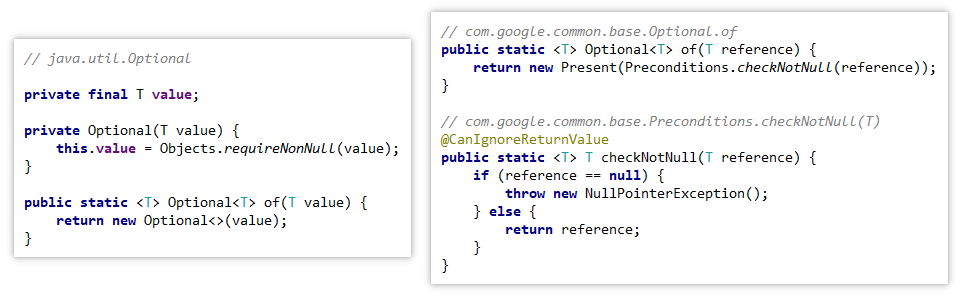 // java.util.Optional
private final T value;
private Optional(T value) {
this.value = Objects.requireNonNull(value);
}
public static <T> Optional<T> of(T value) {
return new Optional<>(value);
}
// com.google.common.base.Optional.of
public static <T> Optional<T> of(T reference) {
return new Present(Preconditions.checkNotNull(reference));
}
// com.google.common.base.Preconditions.checkNotNull(T)
@CanIgnoreReturnValue
public static <T> T checkNotNull(T reference) {
if (reference == null) {
throw new NullPointerException();
} else {
return reference;
}
}